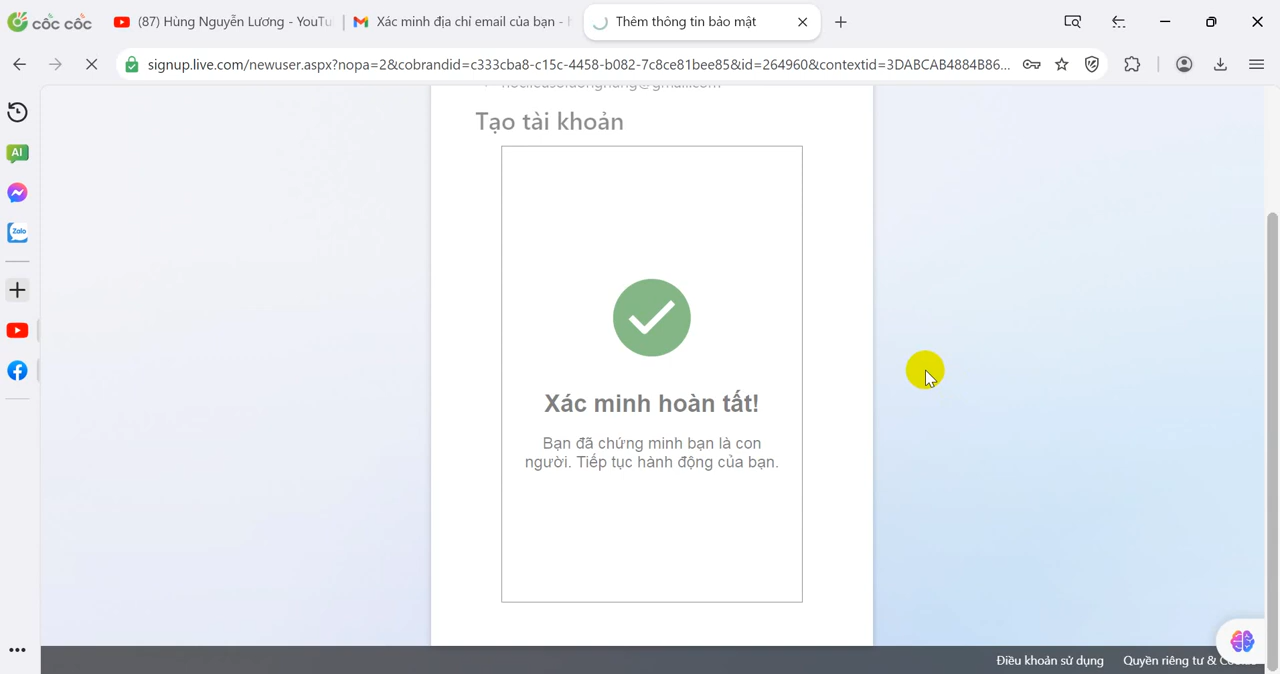 cốc cốc
(87) Hùng Nguyễn Lương - YouTu
Xác minh địa chỉ email của bạn -
Thêm thông tin bảo mật
signup.live.com/newuser.aspx?nopa=2&cobrandid=c333cba8-c15c-4458-b082-7c8ce81bee85&id=264960&contextid=3DABCAB4884B86...
AI
Zalo
Tạo tài khoản
Xác minh hoàn tất!
Bạn đã chứng minh bạn là con
người. Tiếp tục hành động của bạn.
Điều khoản sử dụng
Quyền riêng tư &